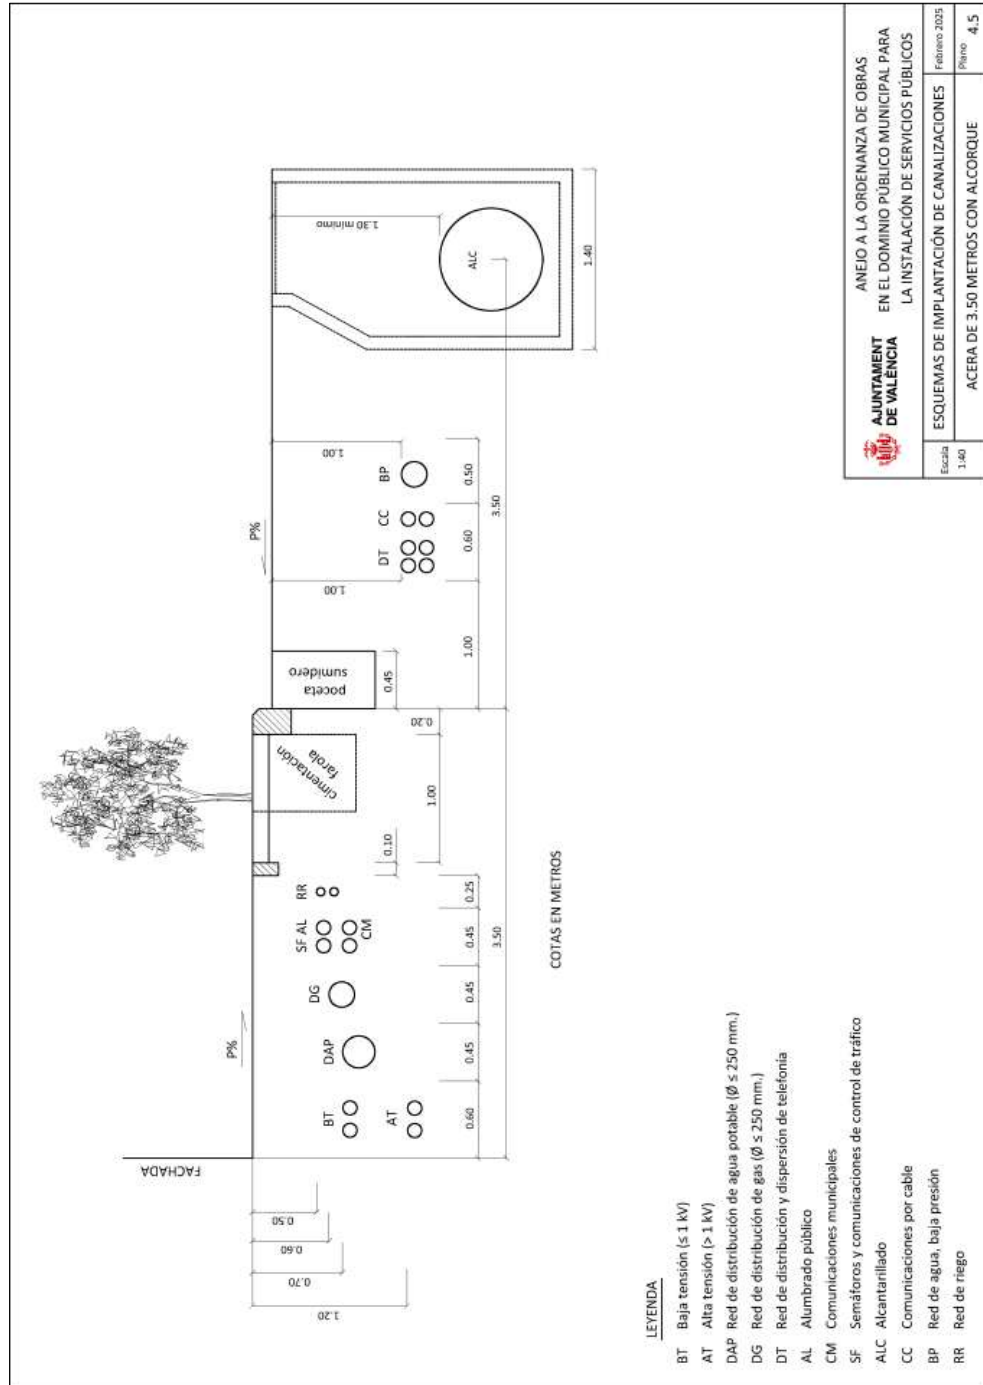 FACHADA
P%
P%
BT
AT
DAP
DG
SF AL
CM
RR
cimentación
farola
poceta
sumidero
DT
CC
BP
ALC
0.50
0.60
0.70
1.20
0.60
0.45
0.45
0.45
0.25
3.50
0.10
1.00
0.20
0.45
1.00
0.60
0.50
3.50
1.00
1.00
1.30 mínimo
1.40
COTAS EN METROS
LEYENDA
BT Baja tensión (≤ 1 kV)
AT Alta tensión (> 1 kV)
DAP Red de distribución de agua potable (Ø ≤ 250 mm.)
DG Red de distribución de gas (Ø ≤ 250 mm.)
DT Red de distribución y dispersión de telefonía
AL Alumbrado público
CM Comunicaciones municipales
SF Semáforos y comunicaciones de control de tráfico
ALC Alcantarillado
CC Comunicaciones por cable
BP Red de agua, baja presión
RR Red de riego
AJUNTAMENT
DE VALÈNCIA
ANEJO A LA ORDENANZA DE OBRAS
EN EL DOMINIO PÚBLICO MUNICIPAL PARA
LA INSTALACIÓN DE SERVICIOS PÚBLICOS
Escala
1:40
ESQUEMAS DE IMPLANTACIÓN DE CANALIZACIONES
ACERA DE 3.50 METROS CON ALCORQUE
Febrero 2025
Plano 4.5